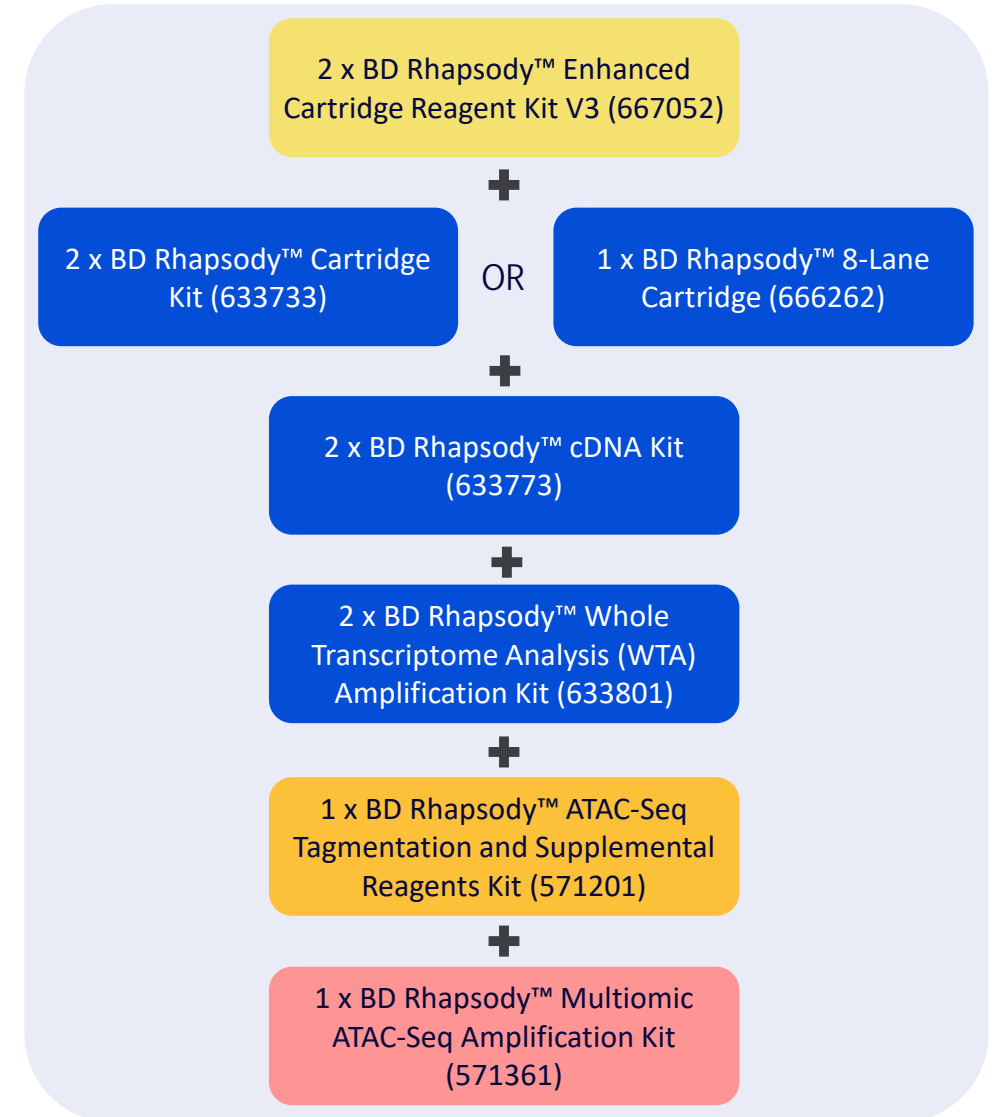 2 x BD Rhapsody™ Enhanced
Cartridge Reagent Kit V3 (667052)
2 x BD Rhapsody™ Cartridge
Kit (633733)
OR
1 x BD Rhapsody™ 8-Lane
Cartridge (666262)
2 x BD Rhapsody™ cDNA Kit
(633773)
2 x BD Rhapsody™ Whole
Transcriptome Analysis (WTA)
Amplification Kit (633801)
1 x BD Rhapsody™ ATAC-Seq
Tagmentation and Supplemental
Reagents Kit (571201)
1 x BD Rhapsody™ Multiomic
ATAC-Seq Amplification Kit
(571361)